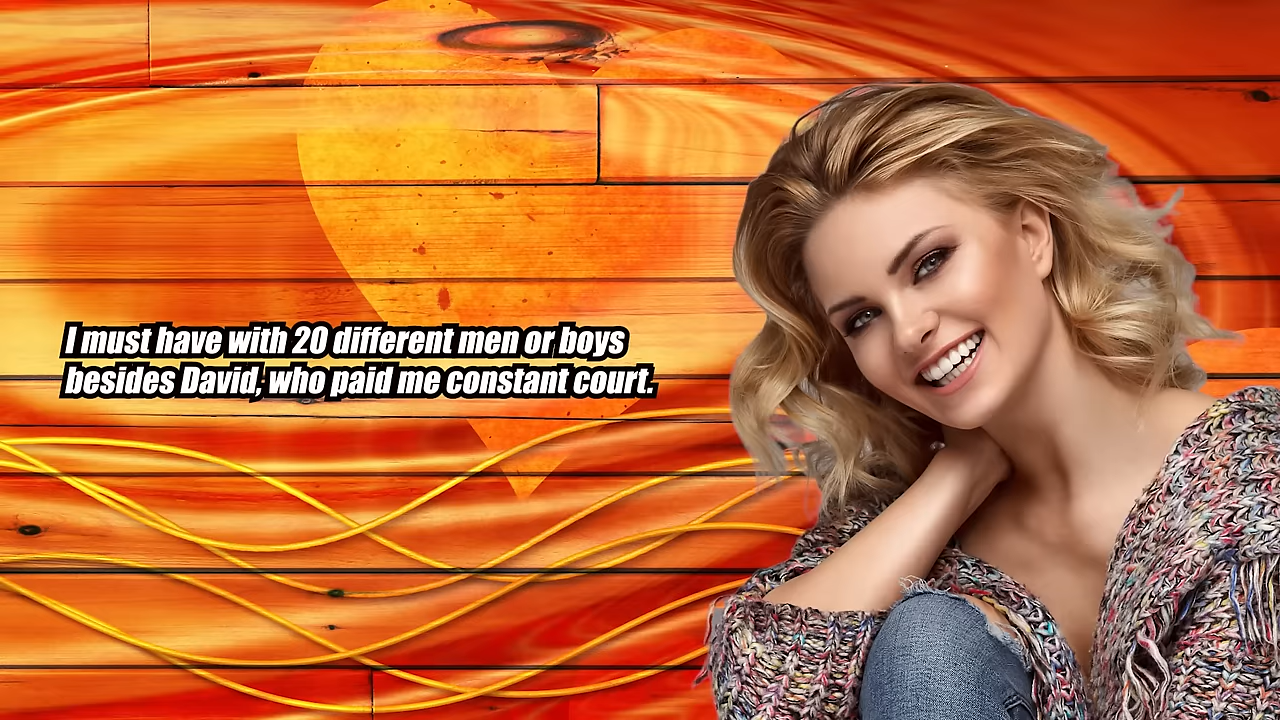 I must have with 20 different men or boys
besides David, who paid me constant court.